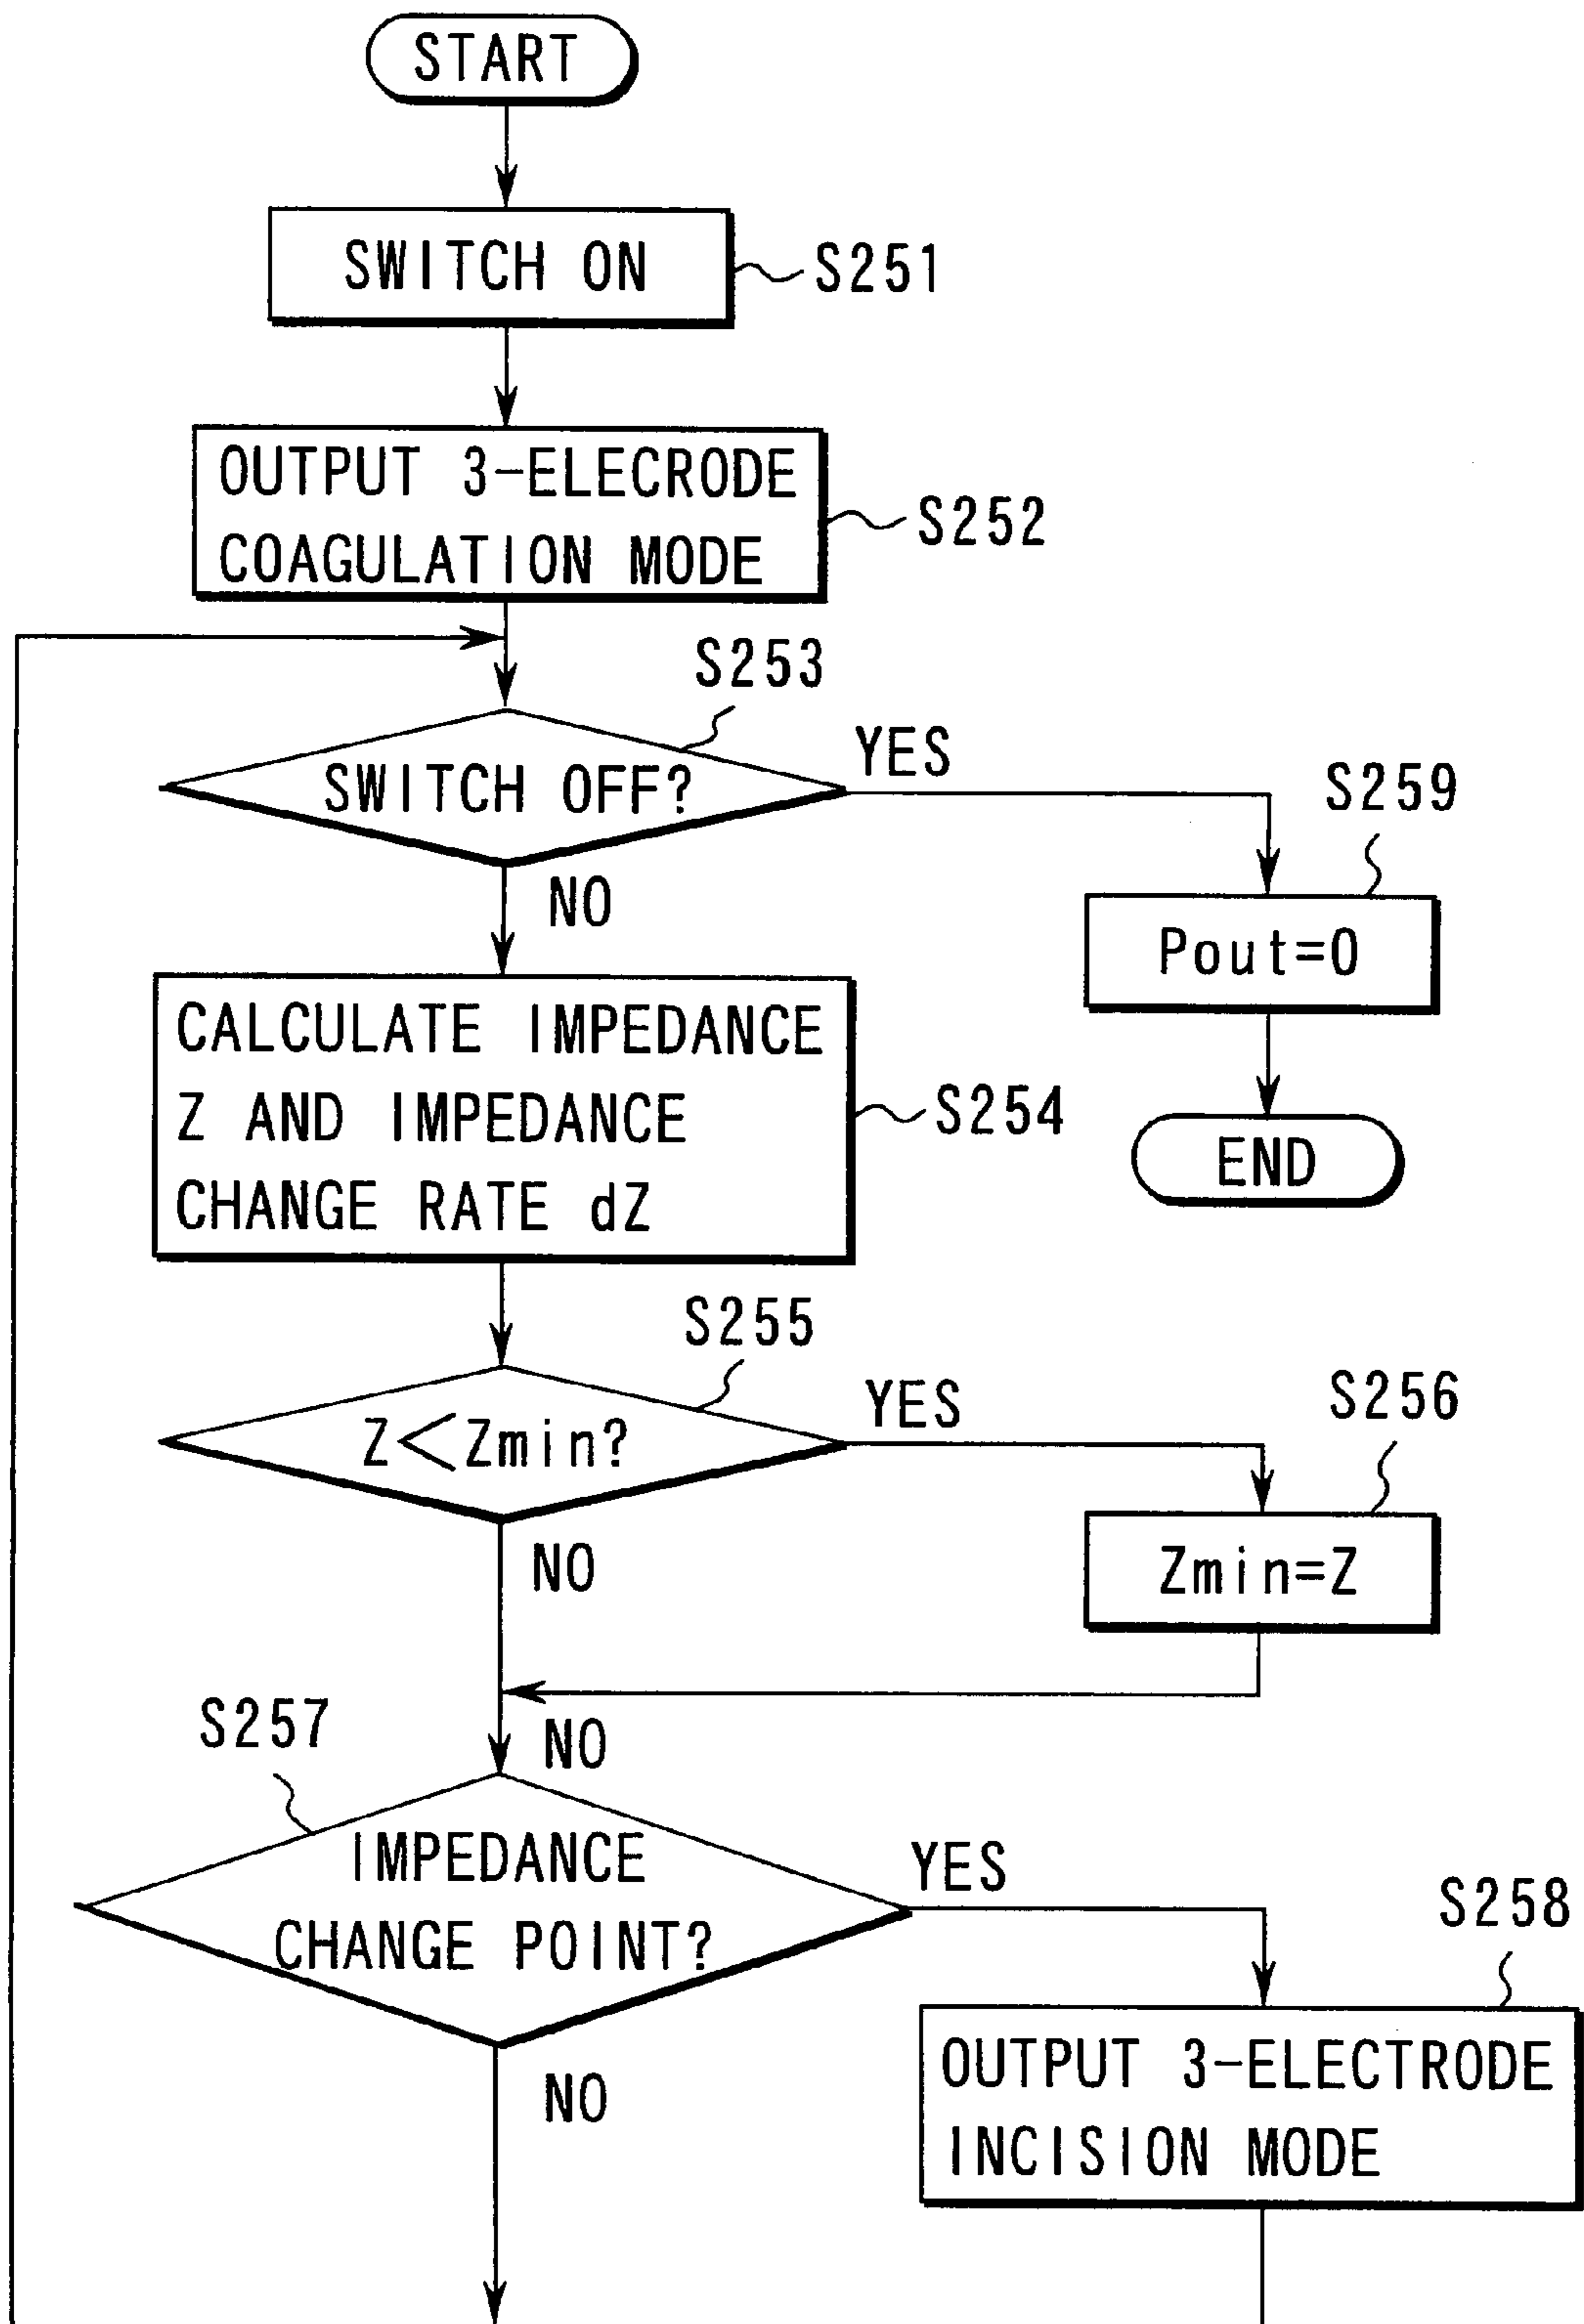 START
SWITCH ON
S251
OUTPUT 3-ELECRODE
COAGULATION MODE
S252
S253
SWITCH OFF?
YES
NO
S259
Pout=0
END
CALCULATE IMPEDANCE
Z AND IMPEDANCE
CHANGE RATE dZ
S254
S255
Z<Zmin?
YES
NO
S256
Zmin=Z
S257
NO
IMPEDANCE
CHANGE POINT?
YES
NO
S258
OUTPUT 3-ELECTRODE
INCISION MODE